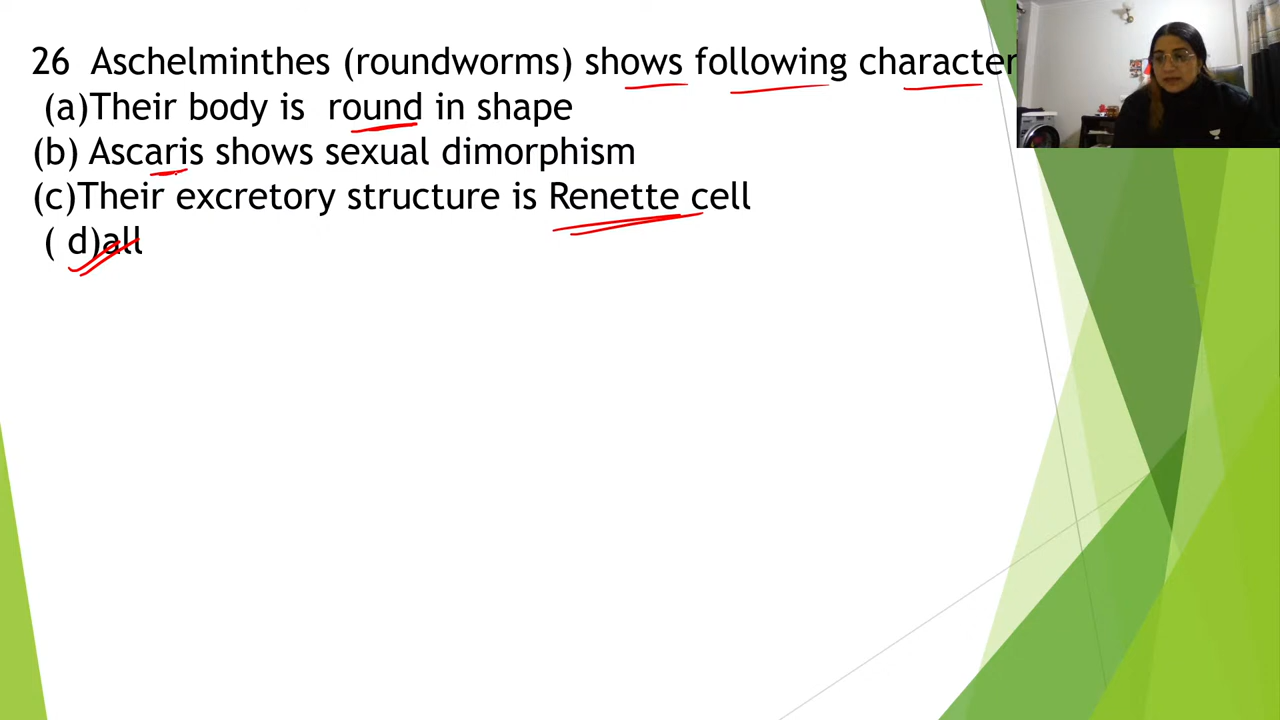 26 Aschelminthes (roundworms) shows following character
(a)Their body is round in shape
(b) Ascaris shows sexual dimorphism
(c)Their excretory structure is Renette cell
( d)all